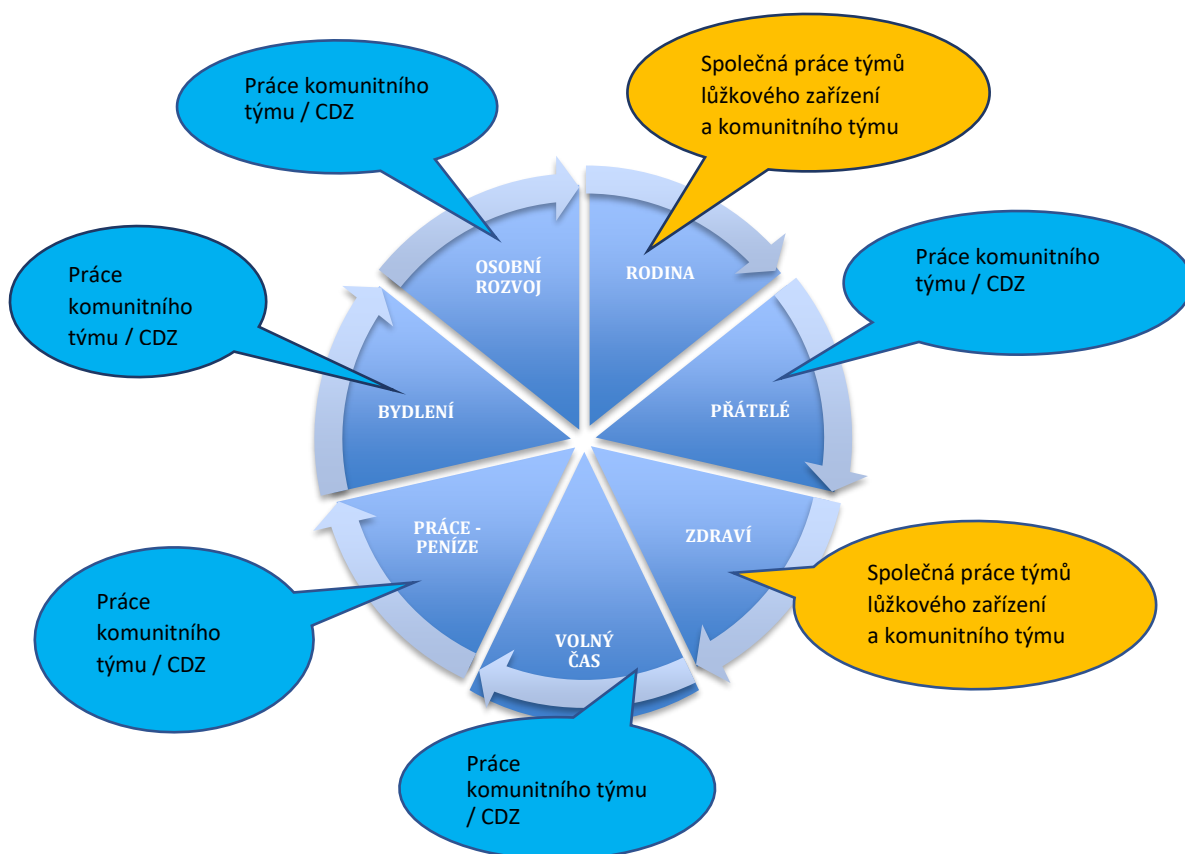 Práce komunitního
týmu / CDZ
Společná práce týmů
lůžkového zařízení
a komunitního týmu
Práce
komunitního
týmu / CDZ
OSOBNÍ
ROZVOJ
RODINA
Práce komunitního
týmu / CDZ
BYDLENÍ
PŘÁTELÉ
PRÁCE -
PENÍZE
ZDRAVÍ
Společná práce týmů
lůžkového zařízení
a komunitního týmu
Práce
komunitního
týmu / CDZ
VOLNÝ
ČAS
Práce
komunitního týmu
/ CDZ